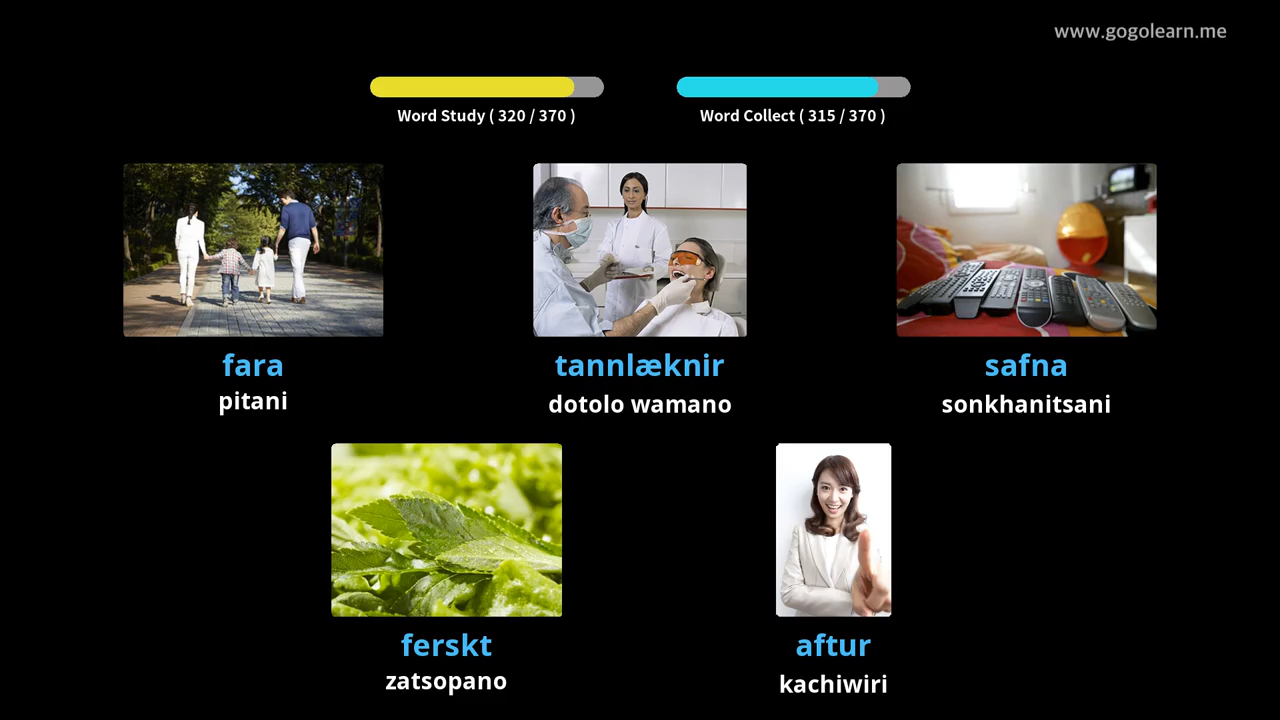 www.gogolearn.me
Word Study ( 320 / 370 )
Word Collect ( 315 / 370 )
fara
pitani
tannlæknir
dotolo wamano
safna
sonkhanitsani
ferskt
zatsopano
aftur
kachiwiri